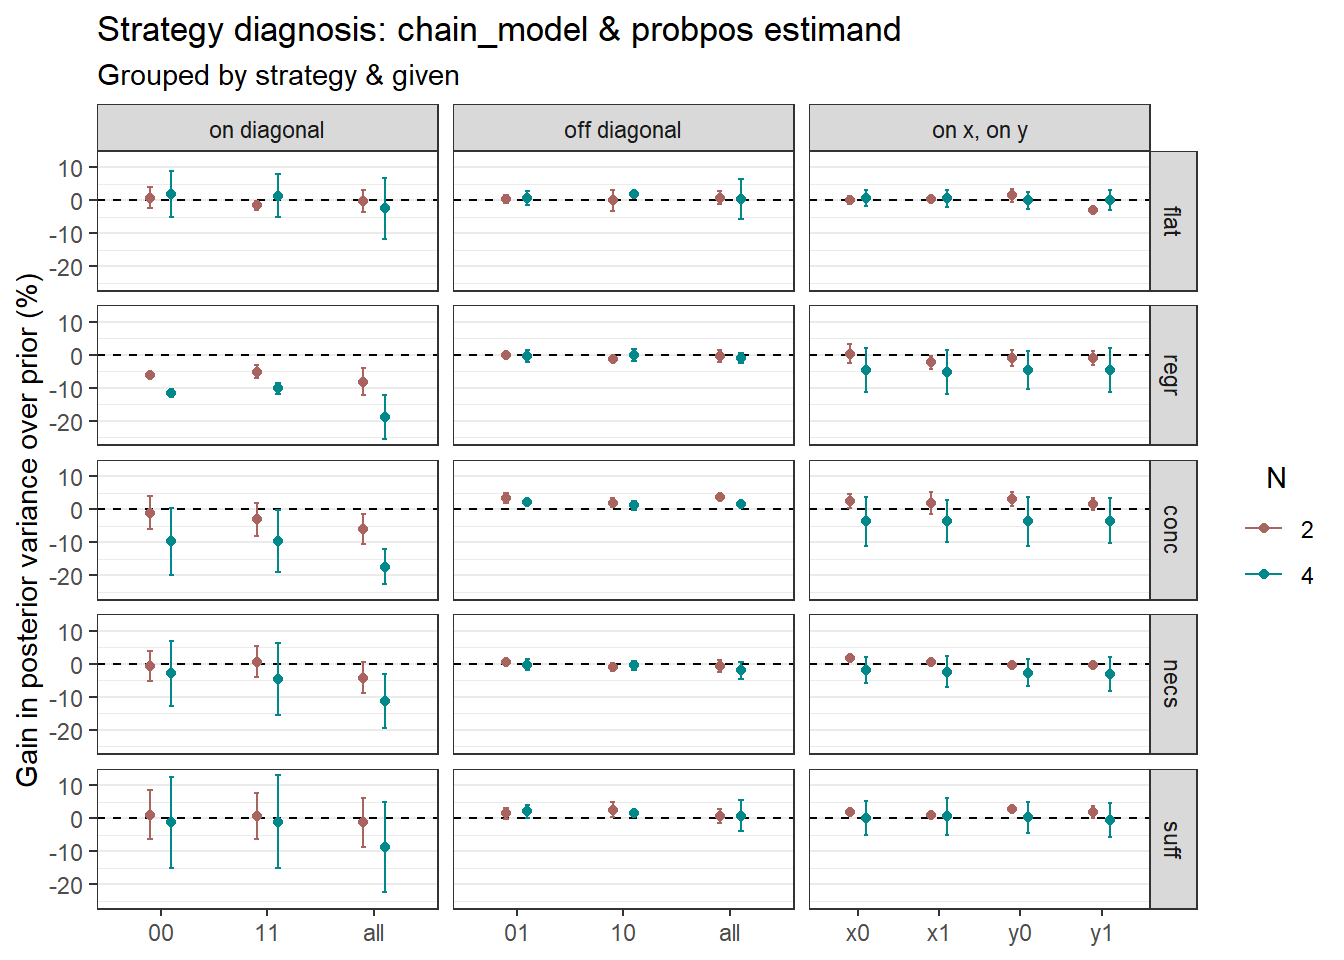 Strategy diagnosis: chain_model & probpos estimand
Grouped by strategy & given
on diagonal
off diagonal
on x, on y
Gain in posterior variance over prior (%)
10
0
-10
-20
flat
10
0
-10
-20
regr
10
0
-10
-20
conc
10
0
-10
-20
necs
10
0
-10
-20
suff
00
11
all
01
10
all
x0
x1
y0
y1
N
2
4